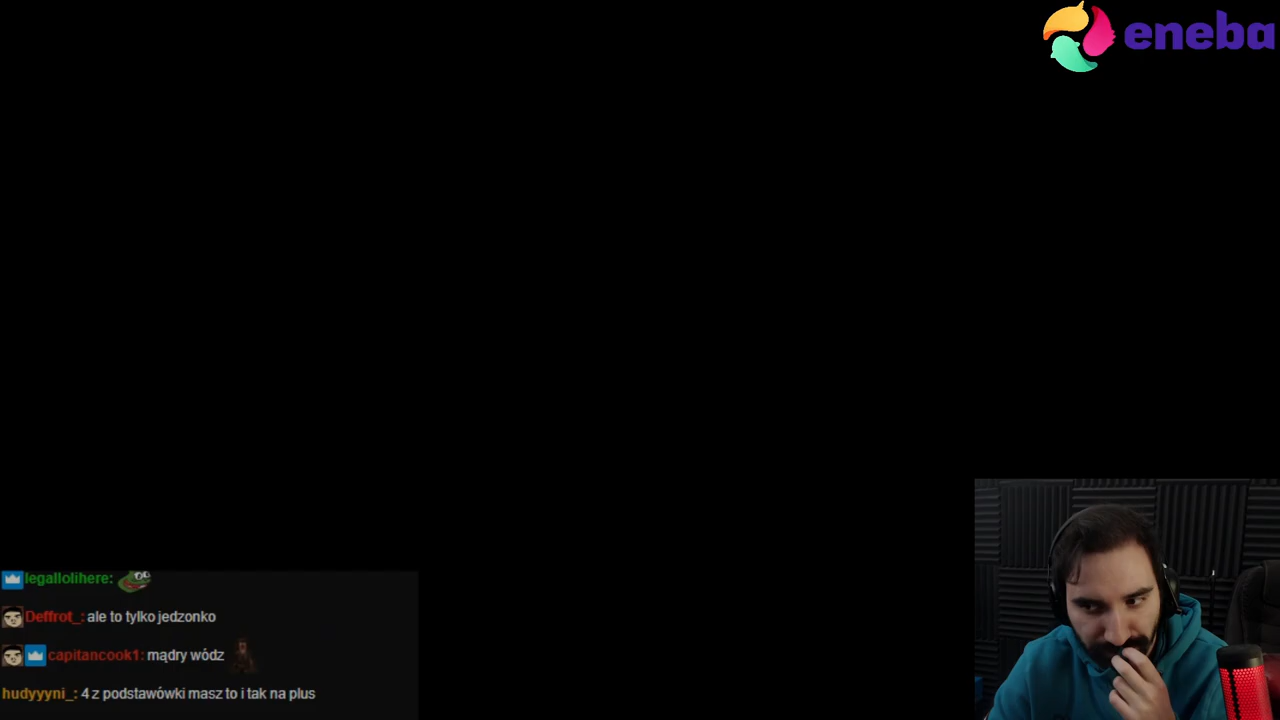 eneba
legallolihere:
Deffrot_: ale to tylko jedzonko
capitancook1: mądry wódz
hudyyyni_: 4 z podstawówki masz to i tak na plus